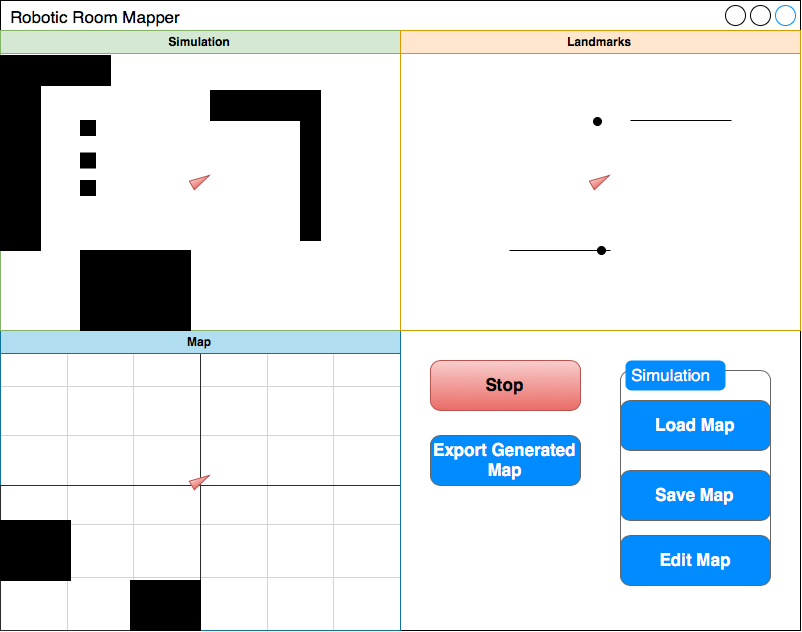 Robotic Room Mapper
Simulation
Landmarks
Map
Stop
Export Generated
Map
Simulation
Load Map
Save Map
Edit Map